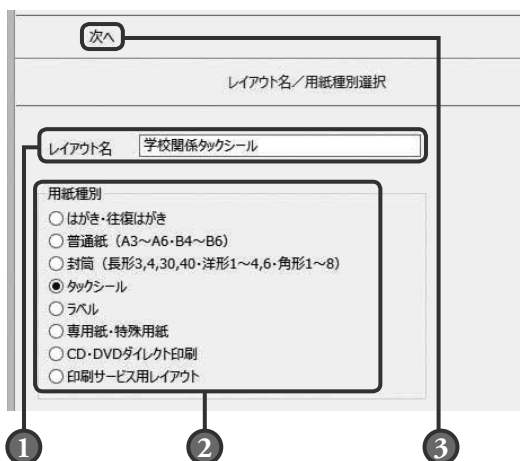 次へ
レイアウト名／用紙種別選択
レイアウト名 学校関係タックシール
用紙種別
はがき・往復はがき
普通紙（A3～A6・B4～B6）
封筒（長形3,4,30,40・洋形1～4,6・角形1～8）
タックシール
ラベル
専用紙・特殊用紙
CD・DVDダイレクト印刷
印刷サービス用レイアウト
1 2 3